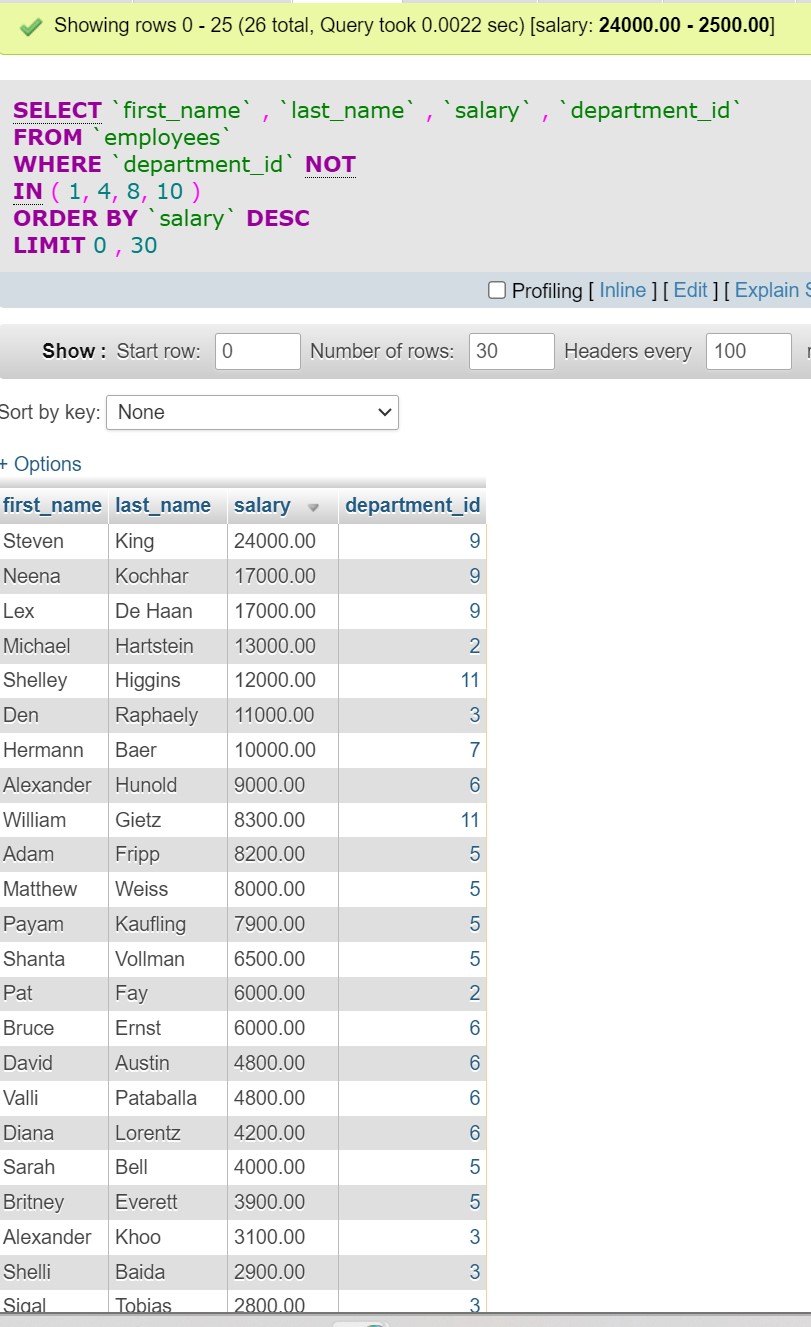 Showing rows 0 - 25 (26 total, Query took 0.0022 sec) [salary: 24000.00 - 2500.00]
SELECT `first_name` , `last_name` , `salary` , `department_id`
FROM `employees`
WHERE `department_id` NOT
IN ( 1, 4, 8, 10 )
ORDER BY `salary` DESC
LIMIT 0 , 30
Profiling [ Inline ] [ Edit ] [ Explain S
Show : Start row: 0 Number of rows: 30 Headers every 100 r
Sort by key: None
+ Options
first_name last_name salary department_id
Steven King 24000.00 9
Neena Kochhar 17000.00 9
Lex De Haan 17000.00 9
Michael Hartstein 13000.00 2
Shelley Higgins 12000.00 11
Den Raphaely 11000.00 3
Hermann Baer 10000.00 7
Alexander Hunold 9000.00 6
William Gietz 8300.00 11
Adam Fripp 8200.00 5
Matthew Weiss 8000.00 5
Payam Kaufling 7900.00 5
Shanta Vollman 6500.00 5
Pat Fay 6000.00 2
Bruce Ernst 6000.00 6
David Austin 4800.00 6
Valli Pataballa 4800.00 6
Diana Lorentz 4200.00 6
Sarah Bell 4000.00 5
Britney Everett 3900.00 5
Alexander Khoo 3100.00 3
Shelli Baida 2900.00 3
Sigal Tobias 2800.00 3